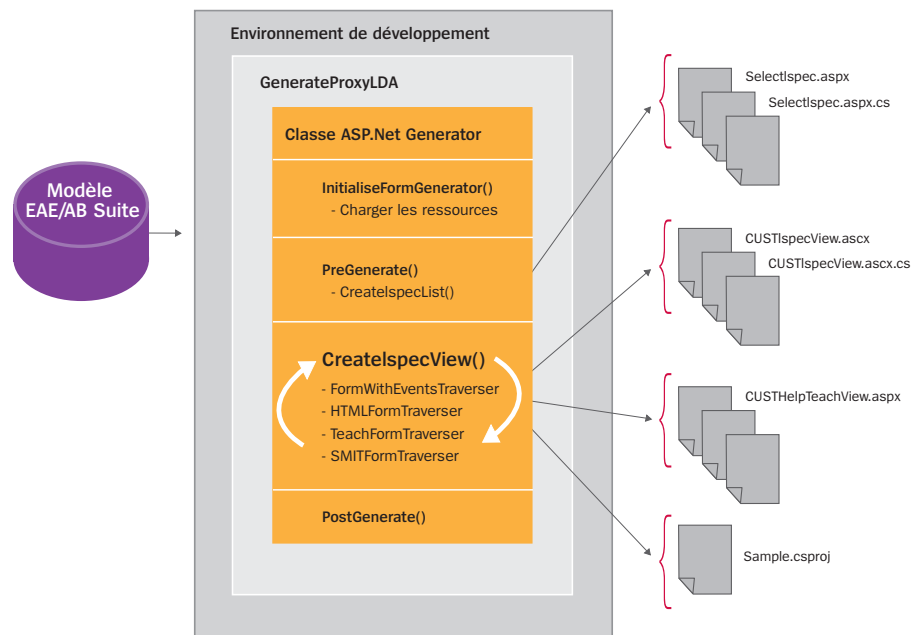 Environnement de développement
GenerateProxyLDA
Modèle
EAE/AB Suite
Classe ASP.Net Generator
InitialiseFormGenerator()
- Charger les ressources
PreGenerate()
- CreateIspecList()
CreateIspecView()
- FormWithEventsTraverser
- HTMLFormTraverser
- TeachFormTraverser
- SMITFormTraverser
PostGenerate()
SelectIspec.aspx
SelectIspec.aspx.cs
CUSTIspecView.ascx
CUSTIspecView.ascx.cs
CUSTHelpTeachView.aspx
Sample.csproj